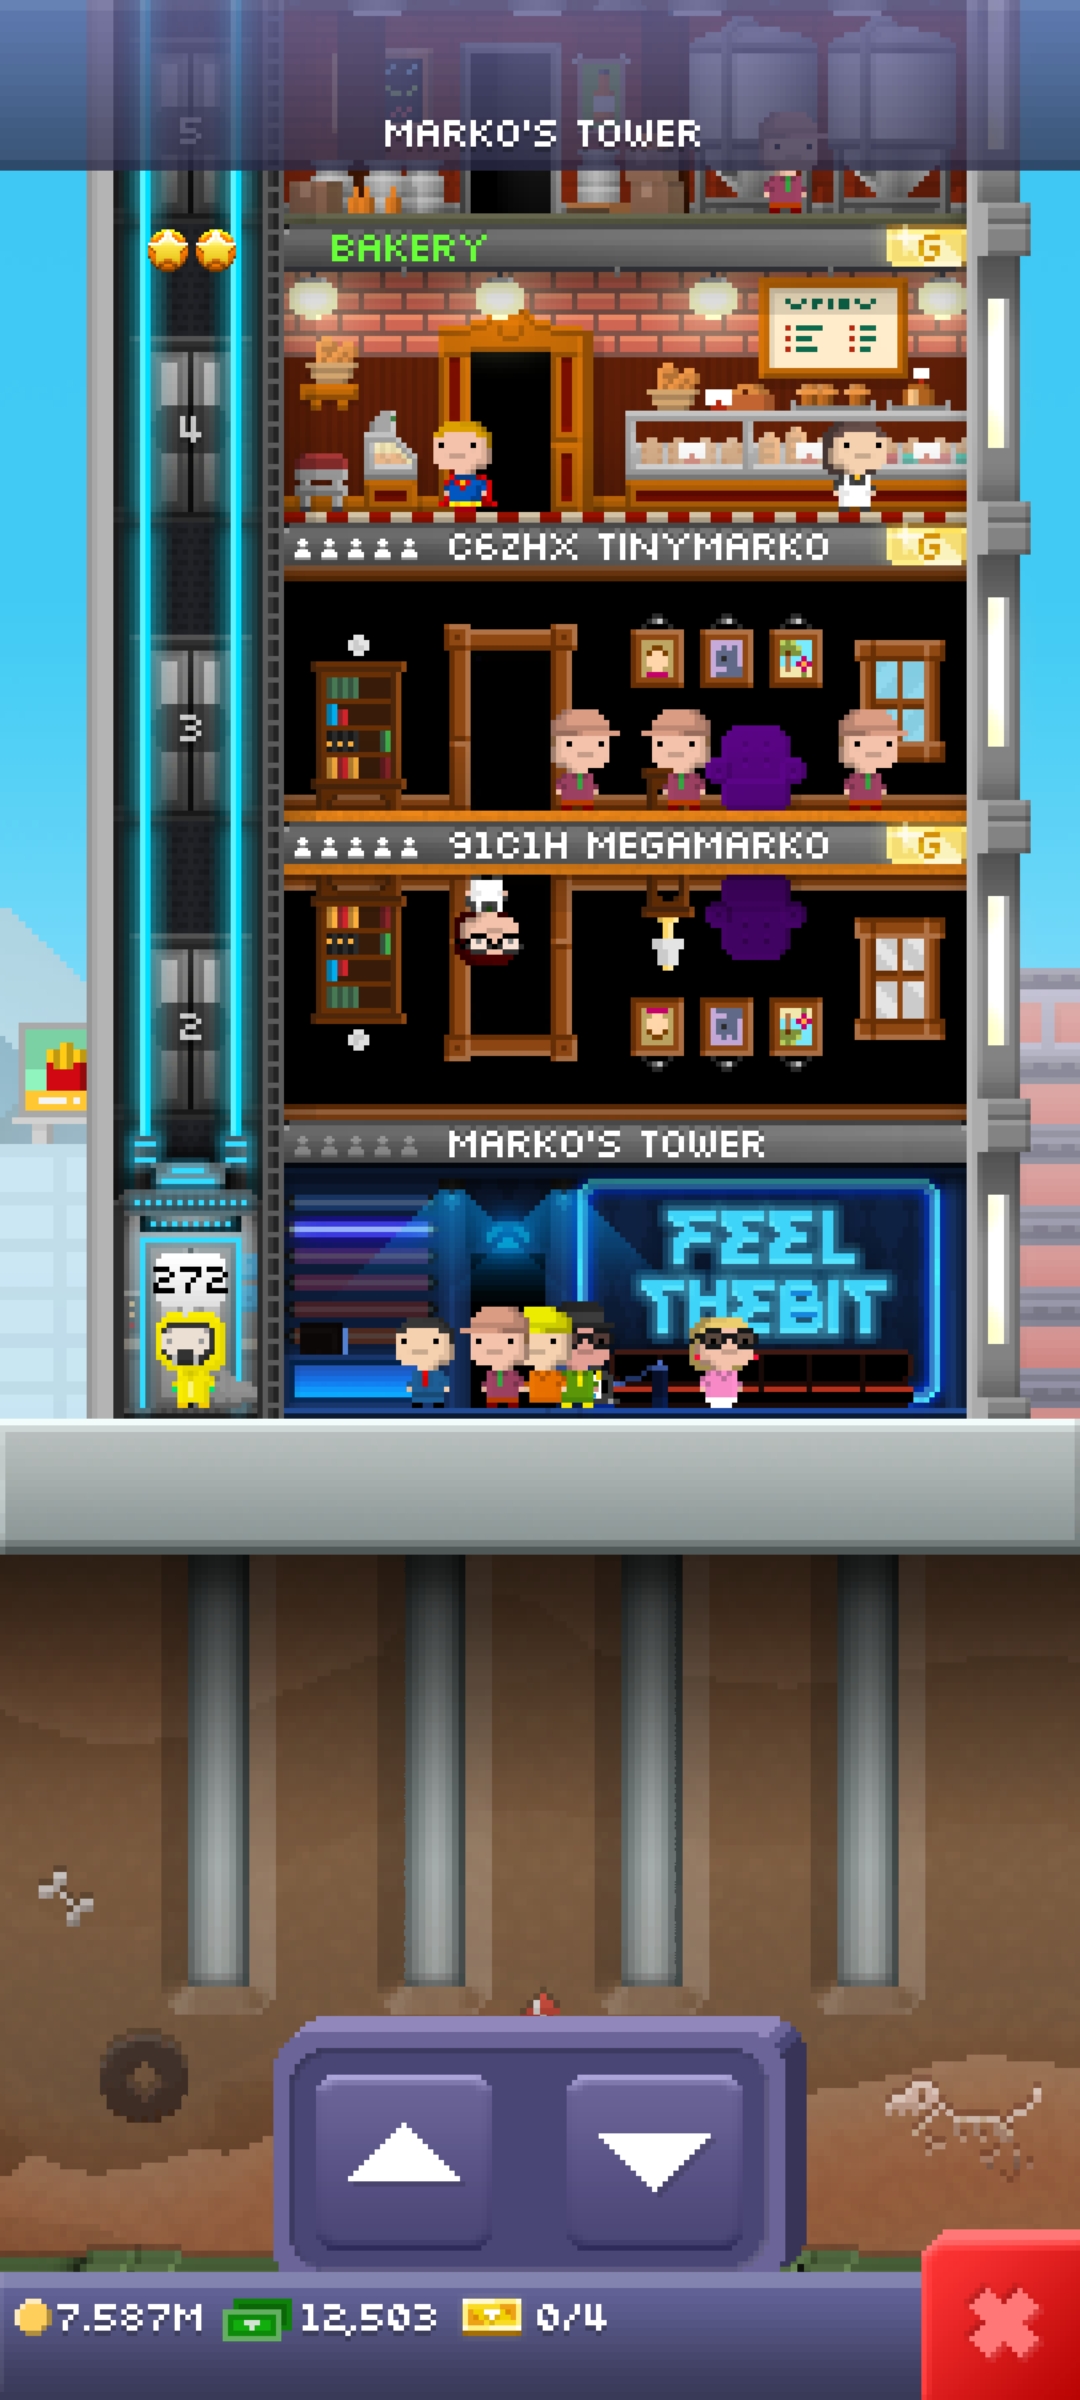 5
MARKO'S TOWER
BAKERY
G
4
C6ZHX TINYMARKO
G
3
91C1H MEGAMARKO
G
2
MARKO'S TOWER
FEEL
THEBIT
272
7.587M
12,503
0/4